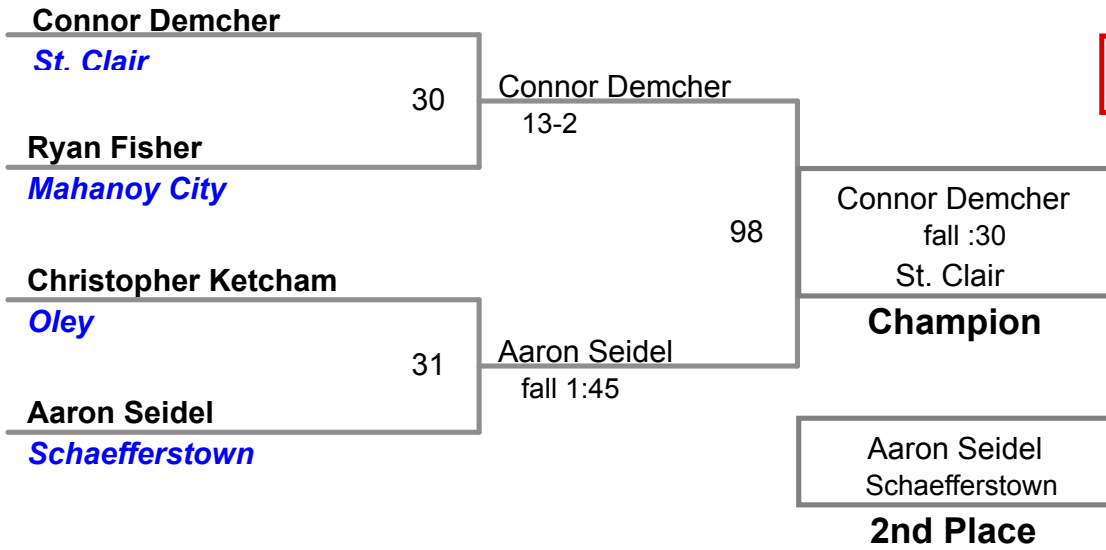 Connor Demcher
St. Clair
30
Connor Demcher
13-2
Ryan Fisher
Mahanoy City
98
Connor Demcher
fall :30
St. Clair
Champion
Christopher Ketcham
Oley
31
Aaron Seidel
fall 1:45
Aaron Seidel
Schaefferstown
Aaron Seidel
Schaefferstown
2nd Place